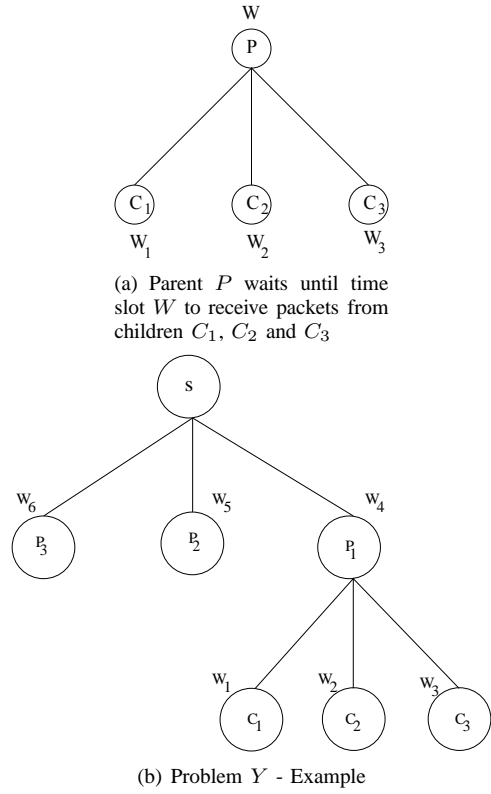 W
P
C1 C2 C3
W1 W2 W3
(a) Parent P waits until time
slot W to receive packets from
children C1, C2 and C3
s
W6 W5 W4
P3 P2 P1
W1 W2 W3
C1 C2 C3
(b) Problem Y - Example